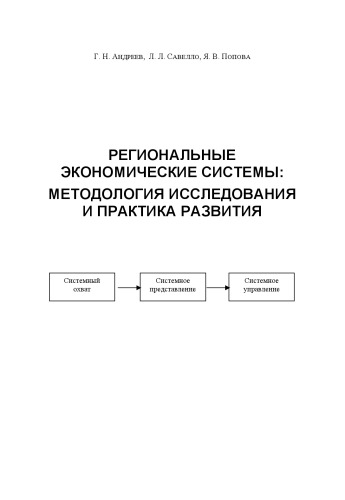 Г. Н. Андреев, Л. Л. Савелло, Я. В. Попова
РЕГИОНАЛЬНЫЕ
ЭКОНОМИЧЕСКИЕ СИСТЕМЫ:
МЕТОДОЛОГИЯ ИССЛЕДОВАНИЯ
И ПРАКТИКА РАЗВИТИЯ
Системный
охват
Системное
представление
Системное
управление